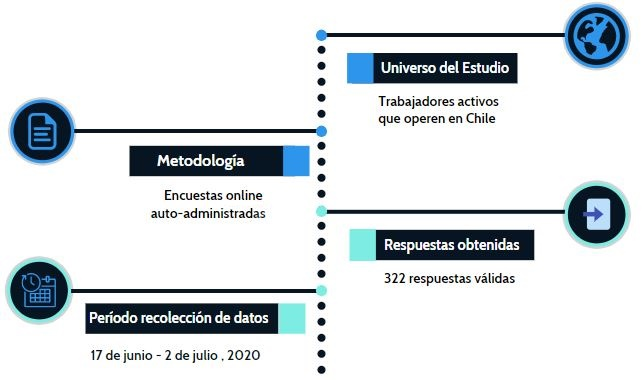 Universo del Estudio
Trabajadores activos
que operen en Chile
Metodología
Encuestas online
auto-administradas
Respuestas obtenidas
322 respuestas válidas
Período recolección de datos
17 de junio - 2 de julio , 2020